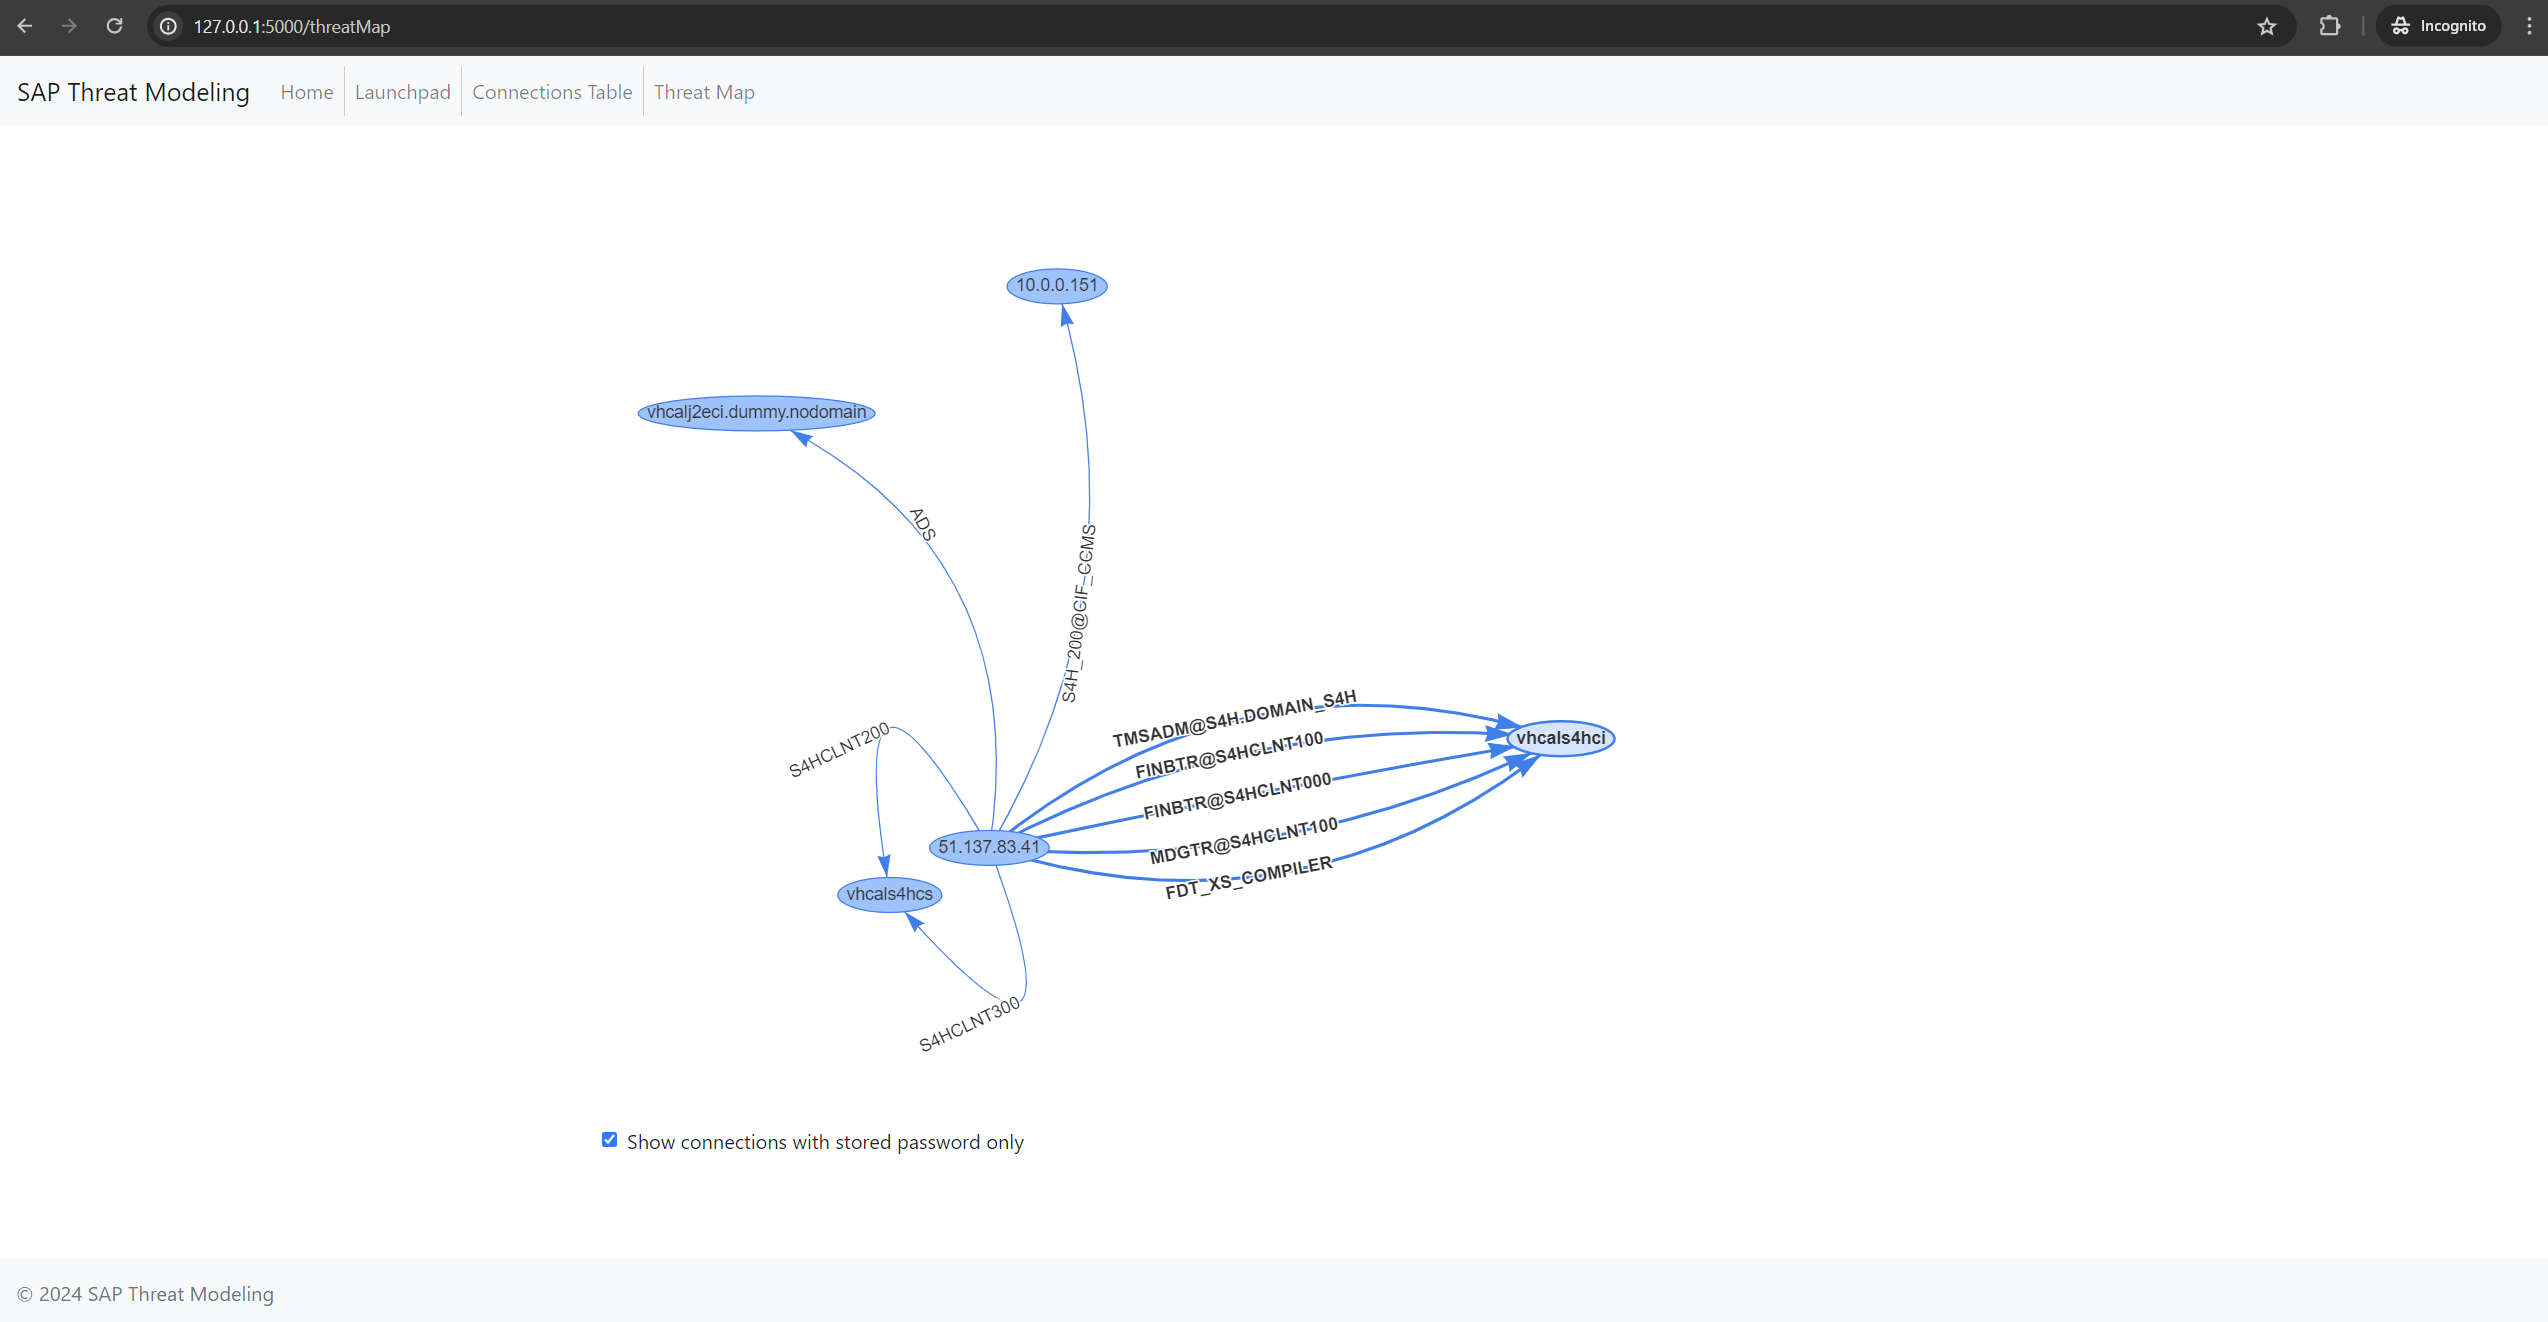 127.0.0.1:5000/threatMap
Incognito
SAP Threat Modeling
Home
Launchpad
Connections Table
Threat Map
10.0.0.151
vhcalj2eci.dummy.nodomain
ADS
S4H_200@CIF_CCMS
TMSADM@S4H.DOMAIN_S4H
S4HCLNT200
FINBTR@S4HCLNT100
vhcals4hci
FINBTR@S4HCLNT000
MDGTR@S4HCLNT100
51.137.83.41
FDT_XS_COMPILER
vhcals4hcs
S4HCLNT300
Show connections with stored password only
© 2024 SAP Threat Modeling